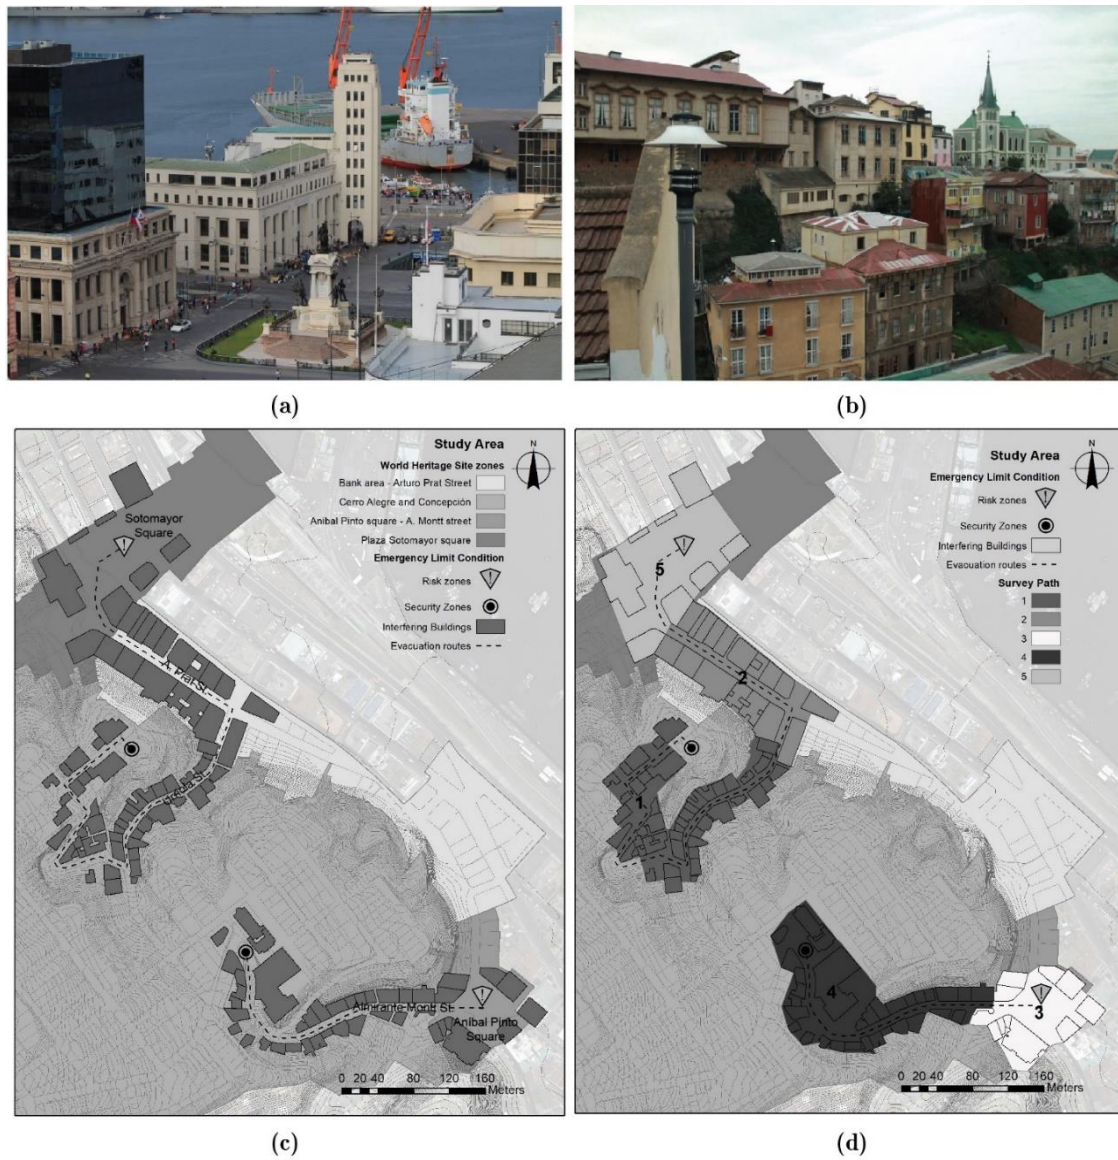 (a)
(b)
Study Area
N
World Heritage Site zones
Bank area - Arturo Prat Street
Cerro Alegre and Concepción
Aníbal Pinto square - A. Montt street
Plaza Sotomayor square
Emergency Limit Condition
Risk zones
Security Zones
Interfering Buildings
Evacuation routes
Sotomayor
Square
A. Prat St.
Almirante Montt St.
Aníbal Pinto
Square
0 20 40 80 120 160
Meters
(c)
Study Area
N
Emergency Limit Condition
Risk zones
Security Zones
Interfering Buildings
Evacuation routes
Survey Path
1
2
3
4
5
5
2
1
4
3
0 20 40 80 120 160
Meters
(d)